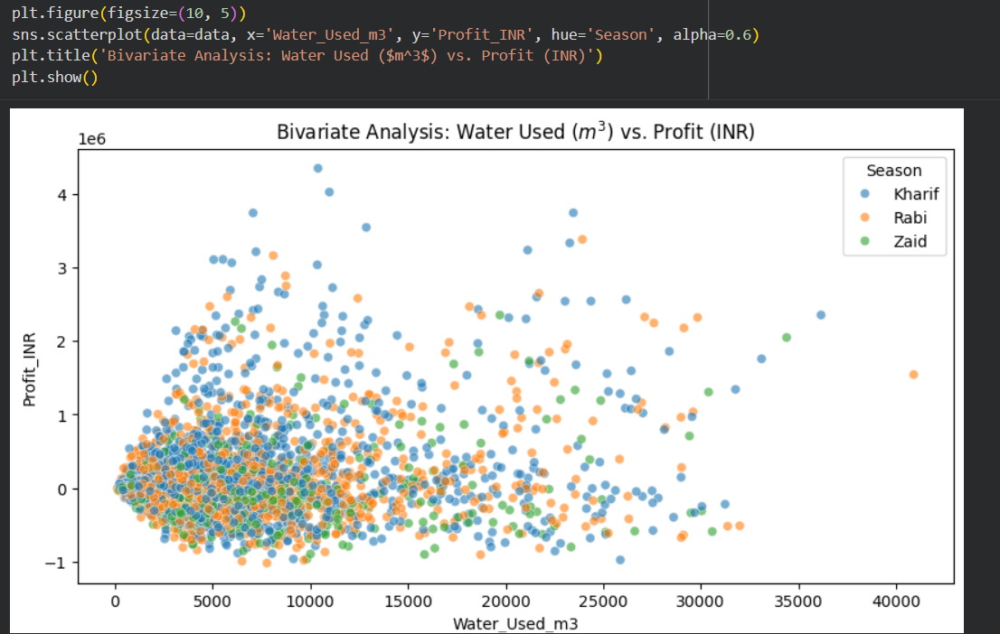 plt.figure(figsize=(10, 5))
sns.scatterplot(data=data, x='Water_Used_m3', y='Profit_INR', hue='Season', alpha=0.6)
plt.title('Bivariate Analysis: Water Used ($m^3$) vs. Profit (INR)')
plt.show()
Bivariate Analysis: Water Used (m³) vs. Profit (INR)
1e6
Season
Kharif
Rabi
Zaid
4
3
2
1
0
−1
Profit_INR
0 5000 10000 15000 20000 25000 30000 35000 40000
Water_Used_m3